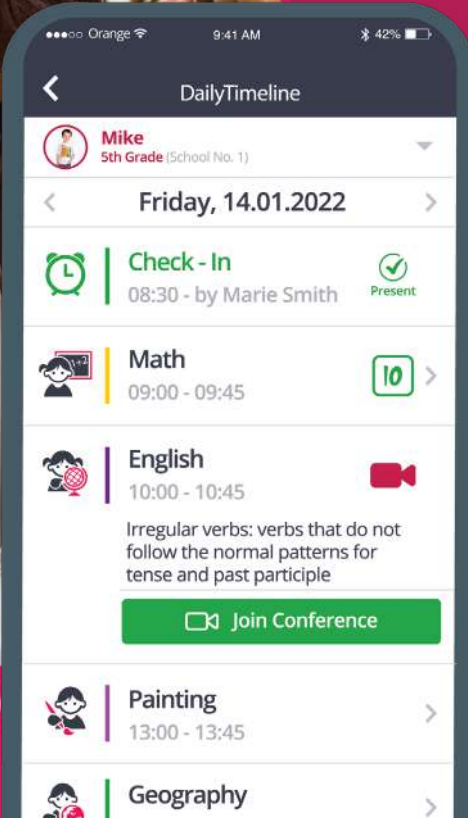 Orange 9:41 AM 42%
DailyTimeline
Mike
5th Grade (School No. 1)
Friday, 14.01.2022
Check - In
08:30 - by Marie Smith
Present
Math
09:00 - 09:45
10
English
10:00 - 10:45
Irregular verbs: verbs that do not
follow the normal patterns for
tense and past participle
Join Conference
Painting
13:00 - 13:45
Geography